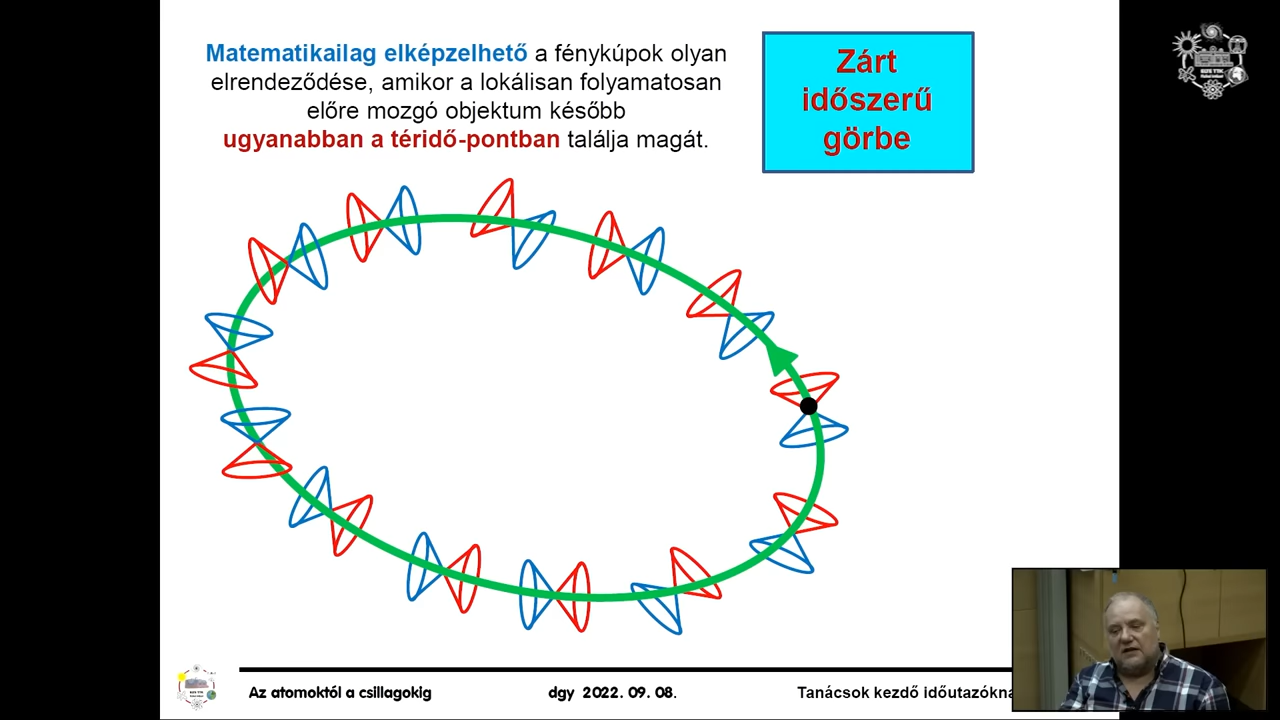 Matematikailag elképzelhető a fénykúpok olyan
elrendeződése, amikor a lokálisan folyamatosan
előre mozgó objektum később
ugyanabban a téridő-pontban találja magát.
Zárt
időszerű
görbe
Az atomoktól a csillagokig
dgy 2022. 09. 08.
Tanácsok kezdő időutazókna